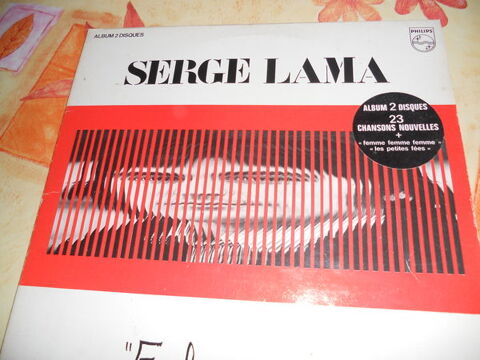 ALBUM 2 DISQUES
PHILIPS
SERGE LAMA
ALBUM 2 DISQUES
23
CHANSONS NOUVELLES
+
« femme femme femme »
« les petites fées »